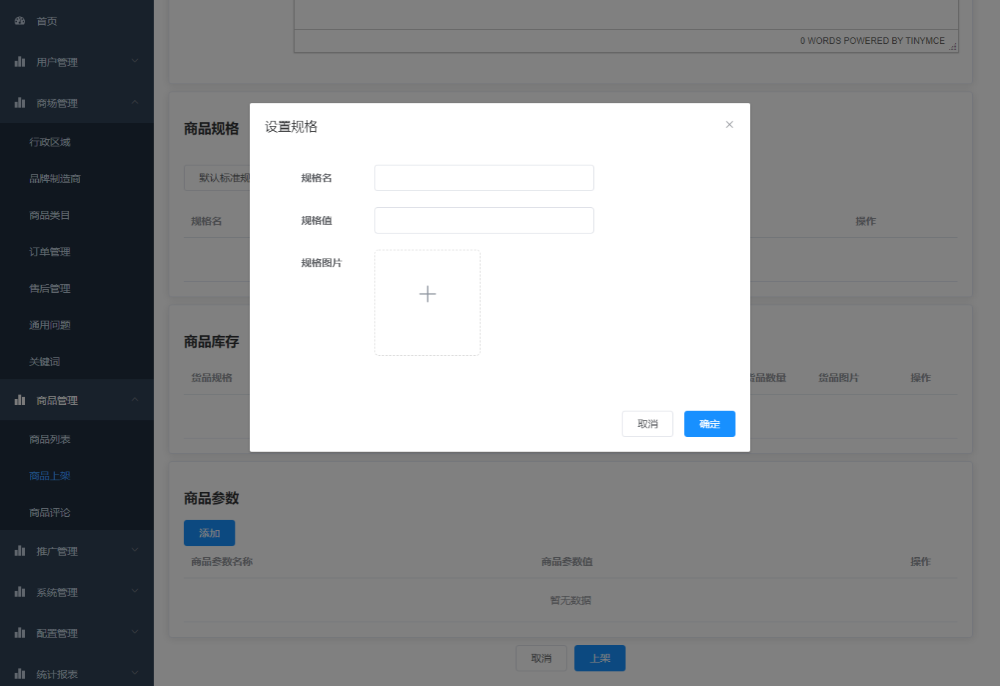 首页
用户管理
商场管理
行政区域
品牌制造商
商品类目
订单管理
售后管理
通用问题
关键词
商品管理
商品列表
商品上架
商品评论
推广管理
系统管理
配置管理
统计报表
0 WORDS POWERED BY TINYMCE
商品规格
默认标准规
规格名
操作
设置规格
规格名
规格值
规格图片
取消
确定
商品库存
货品规格
货品数量
货品图片
操作
商品参数
添加
商品参数名称
商品参数值
操作
暂无数据
取消
上架